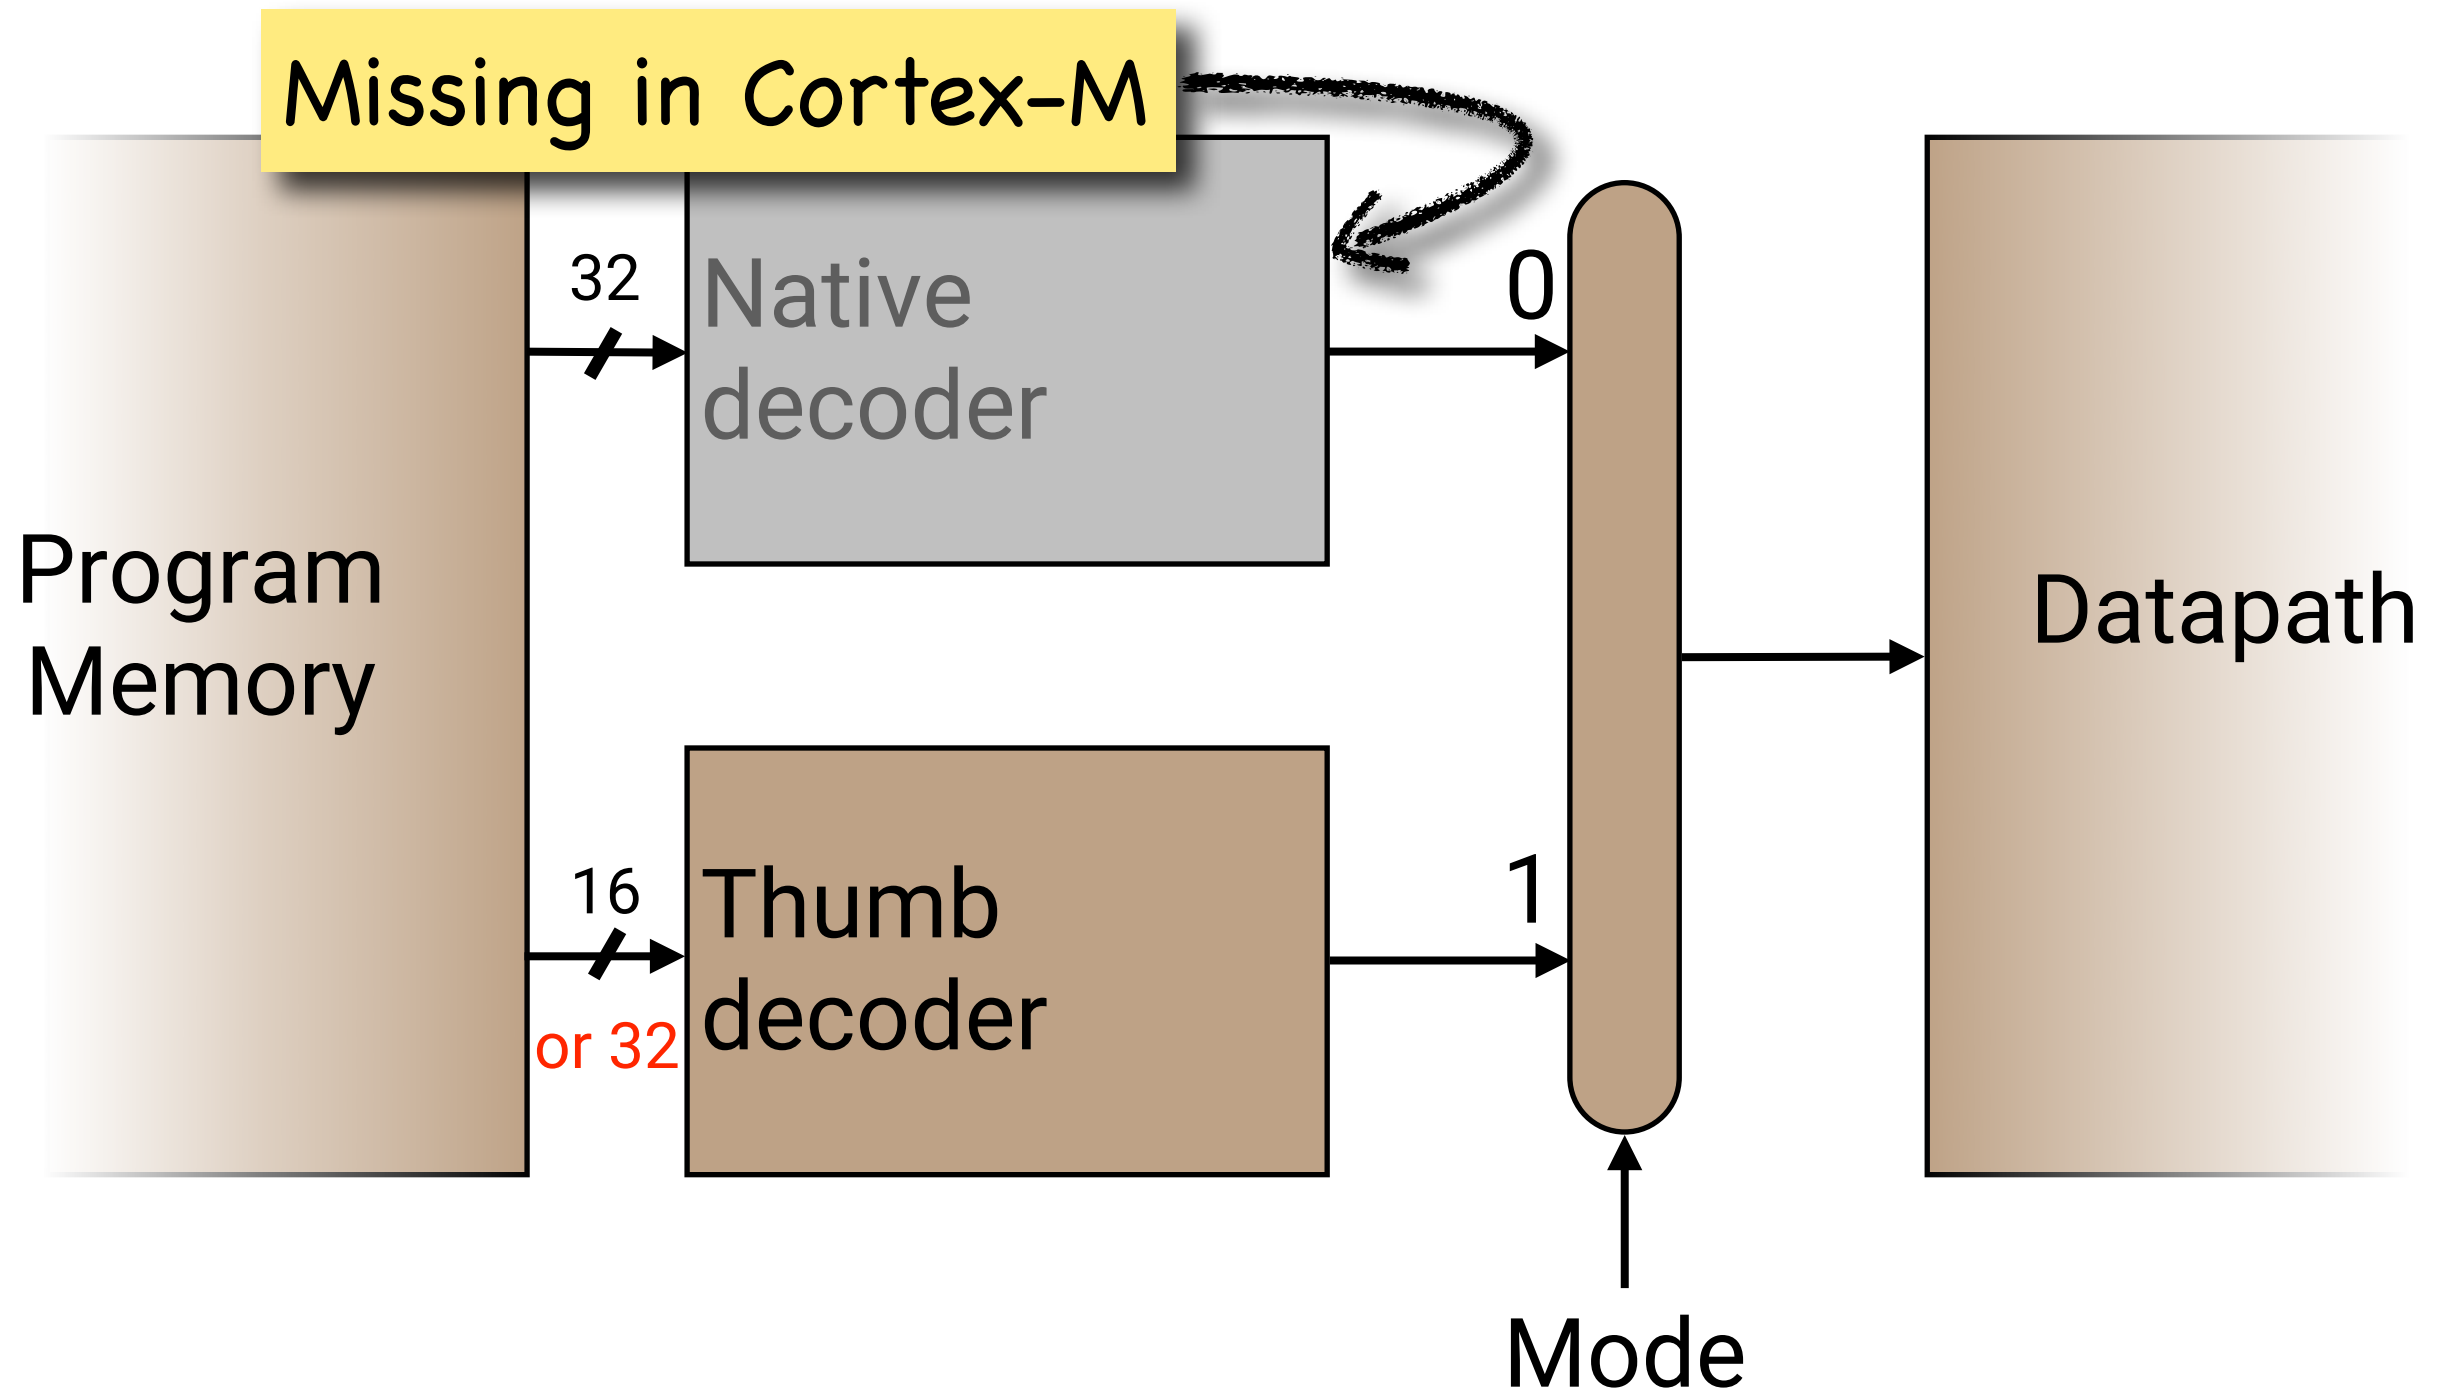 Missing in Cortex-M
32
Native
decoder
0
Program
Memory
Datapath
16
or 32
Thumb
decoder
1
Mode